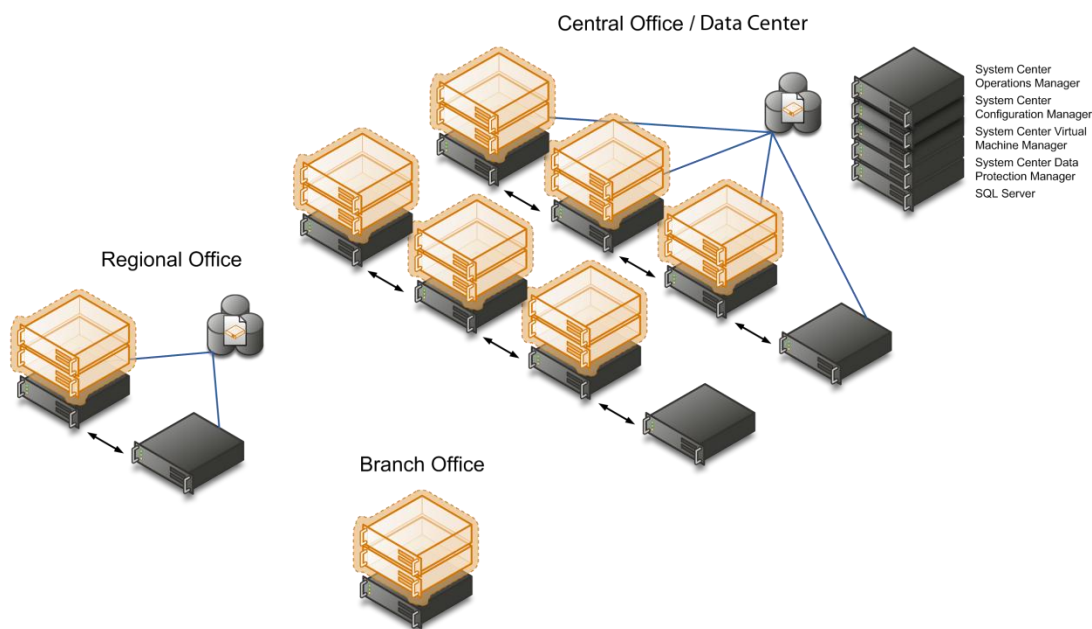 Central Office / Data Center
System Center
Operations Manager
System Center
Configuration Manager
System Center Virtual
Machine Manager
System Center Data
Protection Manager
SQL Server
Regional Office
Branch Office